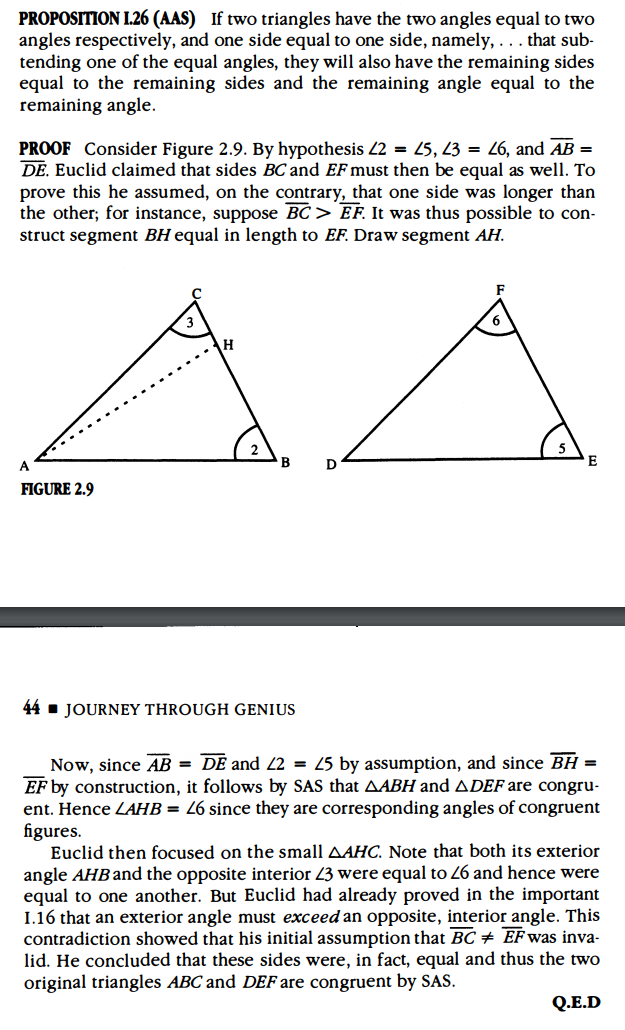 PROPOSITION I.26 (AAS) If two triangles have the two angles equal to two
angles respectively, and one side equal to one side, namely, . . . that sub-
tending one of the equal angles, they will also have the remaining sides
equal to the remaining sides and the remaining angle equal to the
remaining angle.
PROOF Consider Figure 2.9. By hypothesis ∠2 = ∠5, ∠3 = ∠6, and A̅B̅ =
D̅E̅. Euclid claimed that sides BC and EF must then be equal as well. To
prove this he assumed, on the contrary, that one side was longer than
the other; for instance, suppose B̅C̅ > E̅F̅. It was thus possible to con-
struct segment BH equal in length to EF. Draw segment AH.
C
3
H
2
A
B
F
6
5
D
E
FIGURE 2.9
44 ■ JOURNEY THROUGH GENIUS
Now, since A̅B̅ = D̅E̅ and ∠2 = ∠5 by assumption, and since B̅H̅ =
E̅F̅ by construction, it follows by SAS that △ABH and △DEF are congru-
ent. Hence ∠AHB = ∠6 since they are corresponding angles of congruent
figures.
Euclid then focused on the small △AHC. Note that both its exterior
angle AHB and the opposite interior ∠3 were equal to ∠6 and hence were
equal to one another. But Euclid had already proved in the important
I.16 that an exterior angle must exceed an opposite, interior angle. This
contradiction showed that his initial assumption that B̅C̅ ≠ E̅F̅ was inva-
lid. He concluded that these sides were, in fact, equal and thus the two
original triangles ABC and DEF are congruent by SAS.
Q.E.D